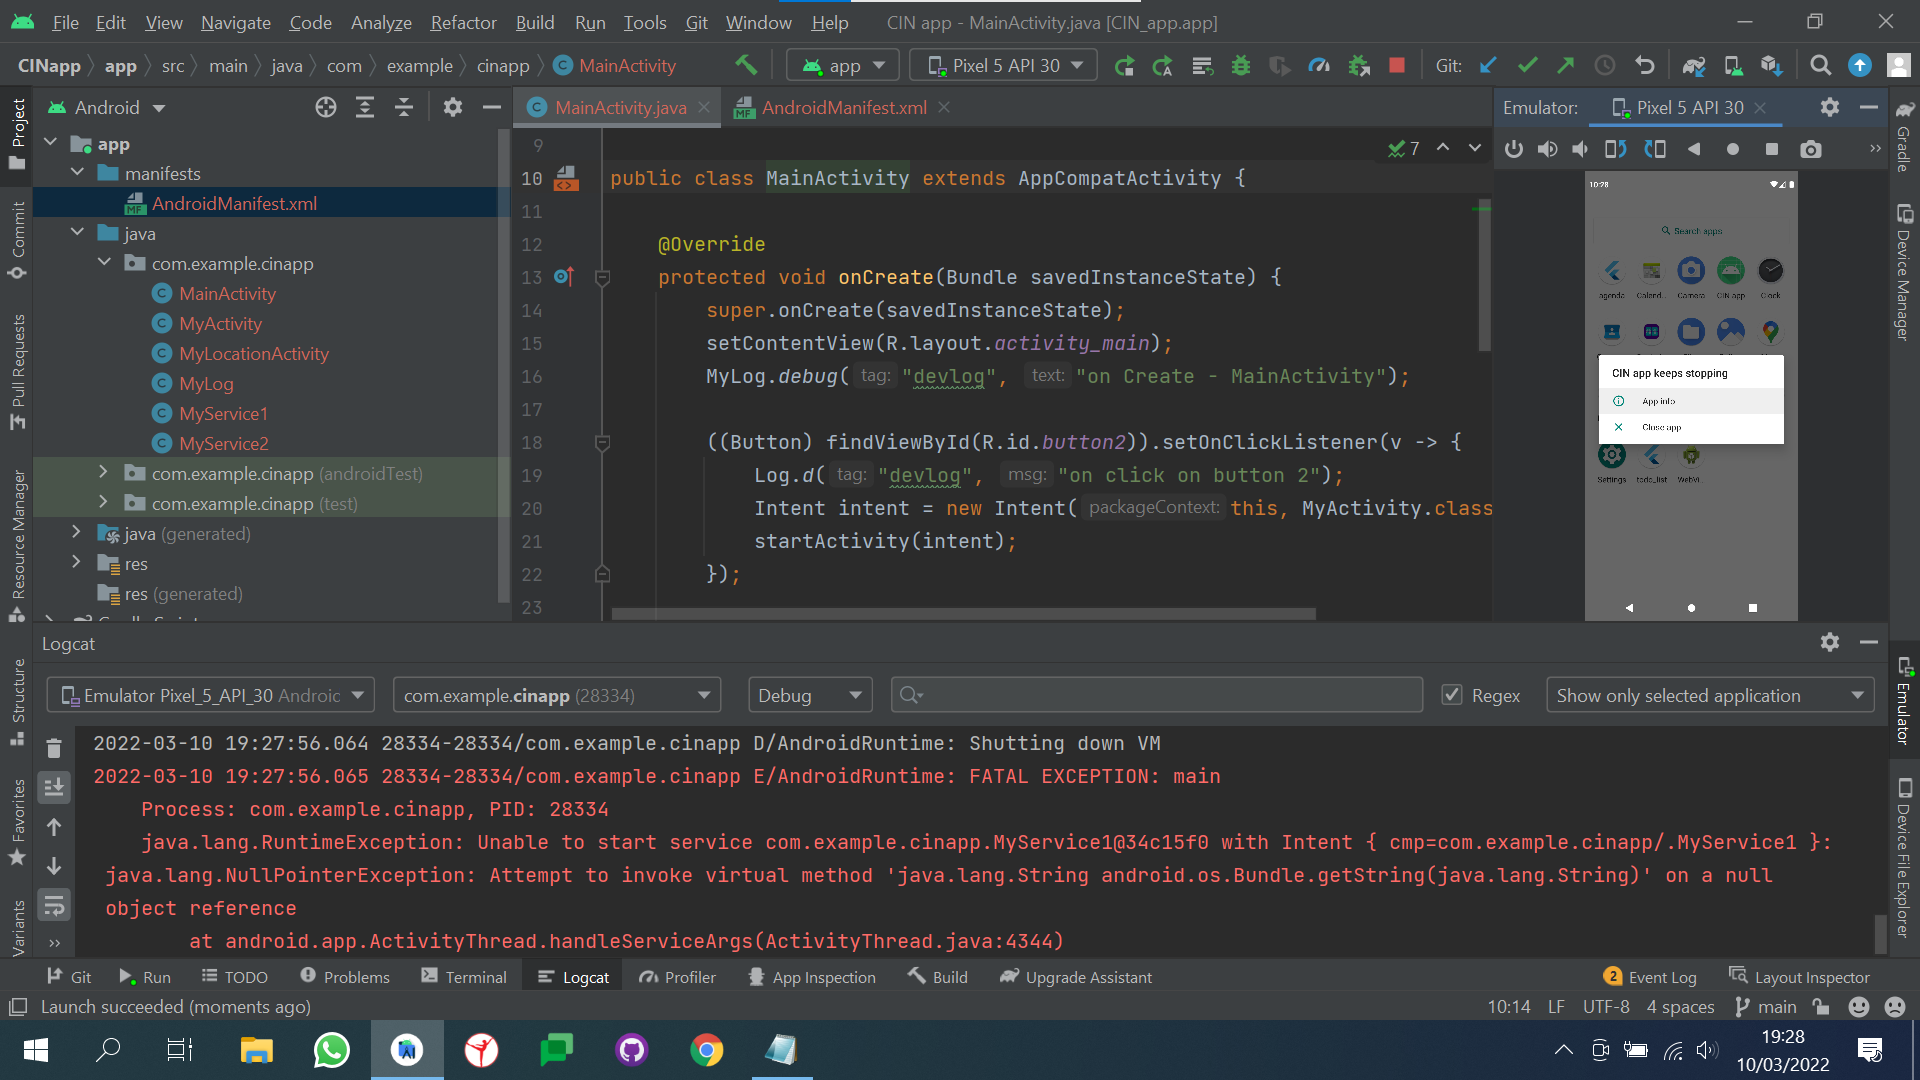 File Edit View Navigate Code Analyze Refactor Build Run Tools Git Window Help CIN app - MainActivity.java [CIN_app.app]
CINapp app src main java com example cinapp MainActivity app Pixel 5 API 30 Git:
Project
Commit
Pull Requests
Resource Manager
Structure
Favorites
Variants
Android
app
manifests
AndroidManifest.xml
java
com.example.cinapp
MainActivity
MyActivity
MyLocationActivity
MyLog
MyService1
MyService2
com.example.cinapp (androidTest)
com.example.cinapp (test)
java (generated)
res
res (generated)
MainActivity.java AndroidManifest.xml
7
9
10 public class MainActivity extends AppCompatActivity {
11
12 @Override
13 protected void onCreate(Bundle savedInstanceState) {
14 super.onCreate(savedInstanceState);
15 setContentView(R.layout.activity_main);
16 MyLog.debug( tag: "devlog", text: "on Create - MainActivity");
17
18 ((Button) findViewById(R.id.button2)).setOnClickListener(v -> {
19 Log.d( tag: "devlog", msg: "on click on button 2");
20 Intent intent = new Intent( packageContext: this, MyActivity.class
21 startActivity(intent);
22 });
23
Emulator: Pixel 5 API 30
10:28
Search apps
agenda Calend.. Camera CIN app Clock
CIN app keeps stopping
App info
Close app
Settings todo_list WebVi..
Gradle
Device Manager
Emulator
Device File Explorer
Logcat
Emulator Pixel_5_API_30 Androic com.example.cinapp (28334) Debug Regex Show only selected application
2022-03-10 19:27:56.064 28334-28334/com.example.cinapp D/AndroidRuntime: Shutting down VM
2022-03-10 19:27:56.065 28334-28334/com.example.cinapp E/AndroidRuntime: FATAL EXCEPTION: main
Process: com.example.cinapp, PID: 28334
java.lang.RuntimeException: Unable to start service com.example.cinapp.MyService1@34c15f0 with Intent { cmp=com.example.cinapp/.MyService1 }:
java.lang.NullPointerException: Attempt to invoke virtual method 'java.lang.String android.os.Bundle.getString(java.lang.String)' on a null
object reference
at android.app.ActivityThread.handleServiceArgs(ActivityThread.java:4344)
Git Run TODO Problems Terminal Logcat Profiler App Inspection Build Upgrade Assistant 2 Event Log Layout Inspector
Launch succeeded (moments ago) 10:14 LF UTF-8 4 spaces main
19:28
10/03/2022